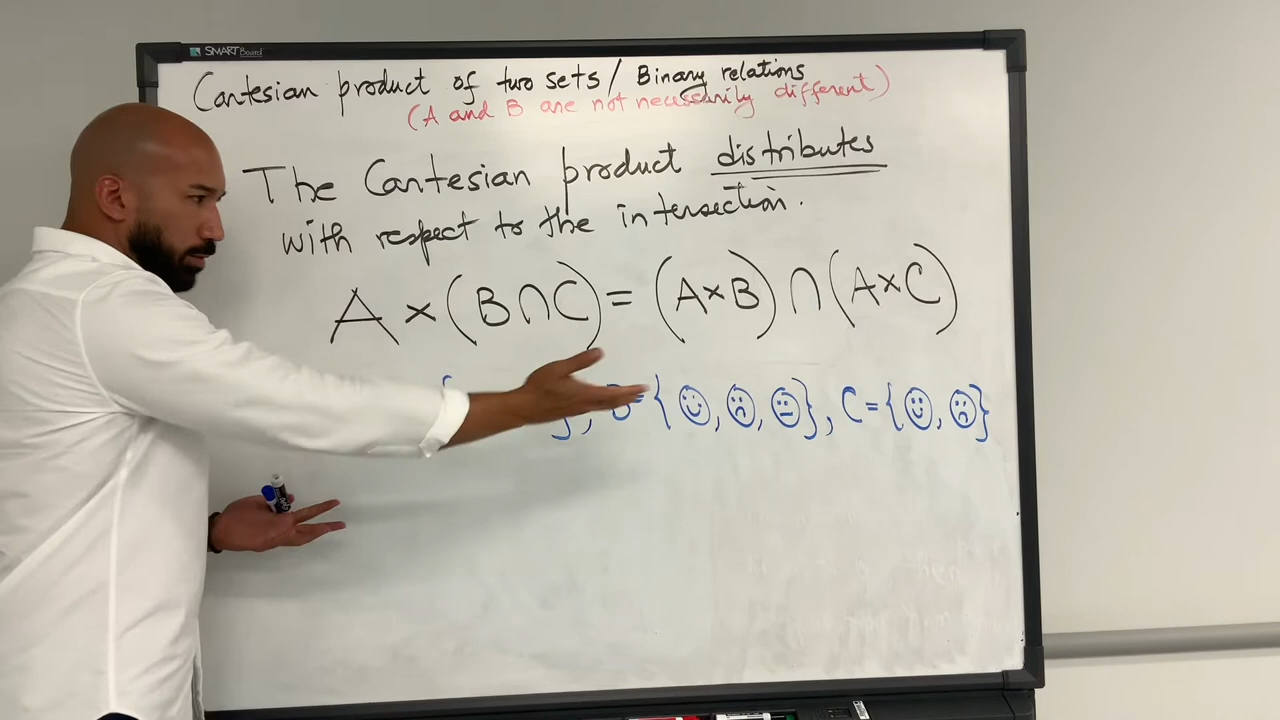 SMART Board
Cartesian product of two sets / Binary relations
(A and B are not necessarily different)
The Cartesian product distributes
with respect to the intersection.
A × (B∩C) = (A×B) ∩ (A×C)
{ }, B={☺,☹,😐}, C={☺,☹}